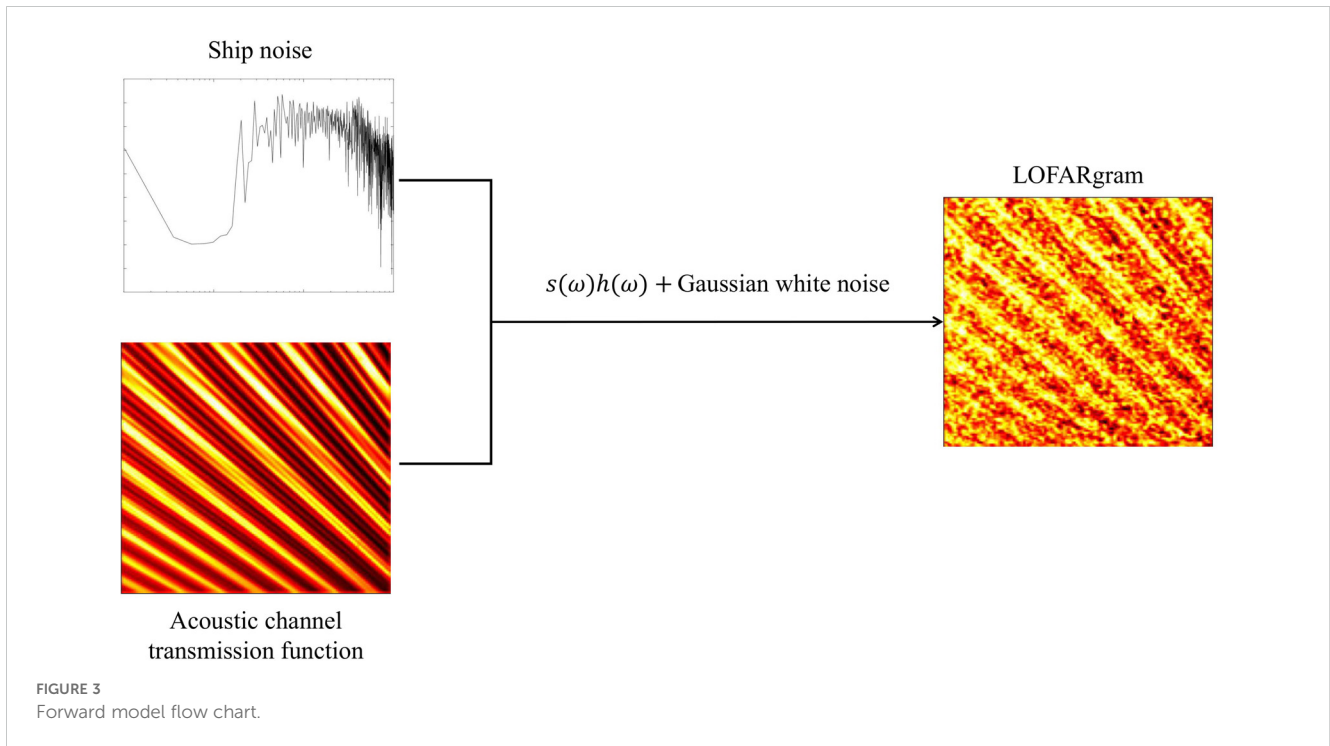 Ship noise
LOFARgram
𝑠(𝜔)ℎ(𝜔) + Gaussian white noise
Acoustic channel
transmission function
FIGURE 3
Forward model flow chart.